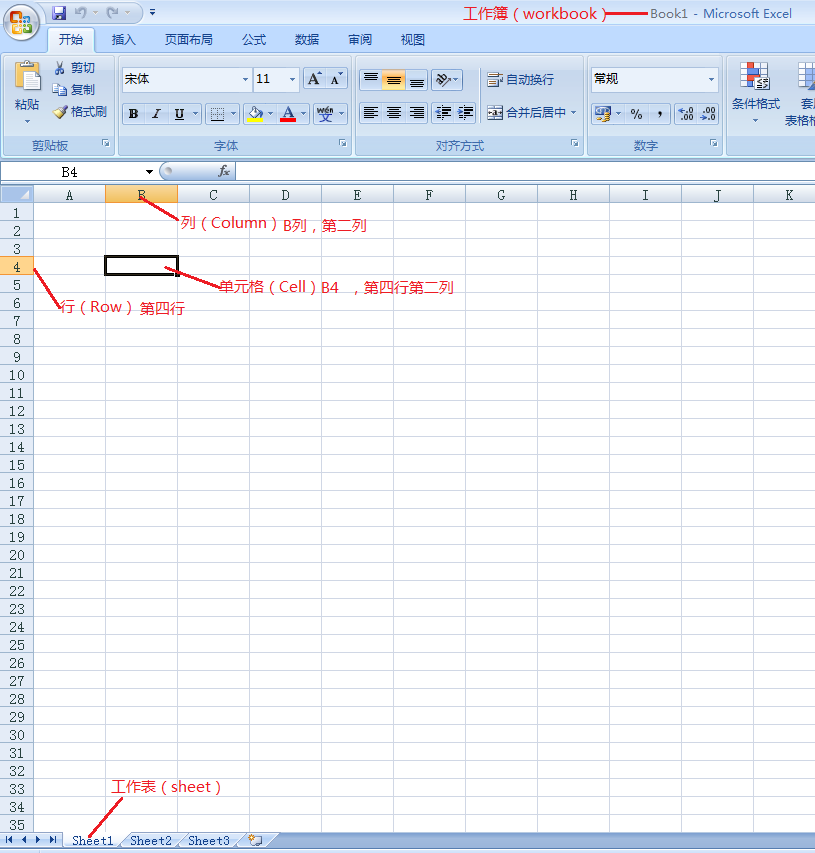 工作簿（workbook）
Book1 - Microsoft Excel
开始 插入 页面布局 公式 数据 审阅 视图
粘贴
剪切
复制
格式刷
剪贴板
宋体 11
B I U
wén 文
字体
自动换行
合并后居中
对齐方式
常规
% ,
.0 .00
.00 .0
数字
条件格式
套
表格格
B4
fx
A B C D E F G H I J K
1
列（Column）B列，第二列
2
3
4
单元格（Cell）B4 ，第四行第二列
5
行（Row） 第四行
6
7
8
9
10
11
12
13
14
15
16
17
18
19
20
21
22
23
24
25
26
27
28
29
30
31
32
工作表（sheet）
33
34
35
Sheet1 Sheet2 Sheet3